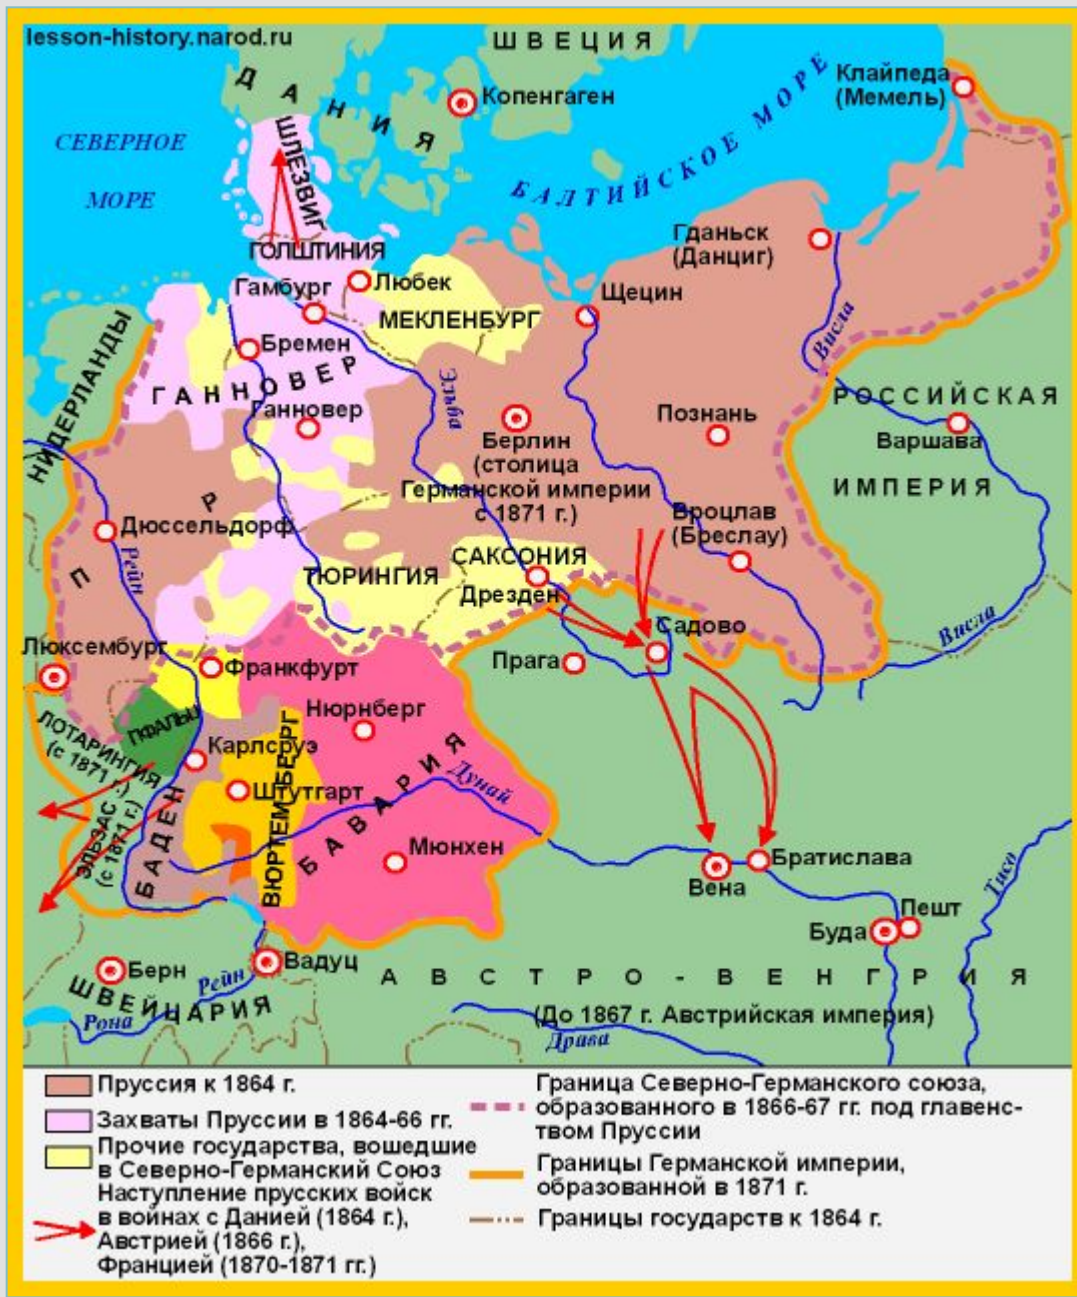 lesson-history.narod.ru
ШВЕЦИЯ
ДАНИЯ
Копенгаген
Клайпеда
(Мемель)
СЕВЕРНОЕ
МОРЕ
БАЛТИЙСКОЕ МОРЕ
ШЛЕЗВИГ
ГОЛШТИНИЯ
Гданьск
(Данциг)
Гамбург
Любек
Щецин
МЕКЛЕНБУРГ
Висла
НИДЕРЛАНДЫ
Бремен
ГАННОВЕР
Ганновер
Эльба
РОССИЙСКАЯ
ИМПЕРИЯ
Познань
Варшава
Берлин
(столица
Германской империи
с 1871 г.)
П Р
Дюссельдорф
Рейн
Вроцлав
(Бреслау)
САКСОНИЯ
ТЮРИНГИЯ
Дрезден
Садово
Висла
Прага
Люксембург
Франкфурт
ПФАЛЬЦ
ЛОТАРИНГИЯ
(с 1871 г.)
Нюрнберг
Карлсруэ
Штутгарт
ВЮРТЕМБЕРГ
БАВАРИЯ
Дунай
ЭЛЬЗАС
(с 1871 г.)
БАДЕН
Мюнхен
Вена
Братислава
Тисо
Буда
Пешт
Берн
Вадуц
Рейн
ШВЕЙЦАРИЯ
Рона
АВСТРО-ВЕНГРИЯ
(До 1867 г. Австрийская империя)
Драва
Пруссия к 1864 г.
Захваты Пруссии в 1864-66 гг.
Прочие государства, вошедшие
в Северно-Германский Союз
Наступление прусских войск
в войнах с Данией (1864 г.),
Австрией (1866 г.),
Францией (1870-1871 гг.)
Граница Северно-Германского союза,
образованного в 1866-67 гг. под главенс-
твом Пруссии
Границы Германской империи,
образованной в 1871 г.
Границы государств к 1864 г.